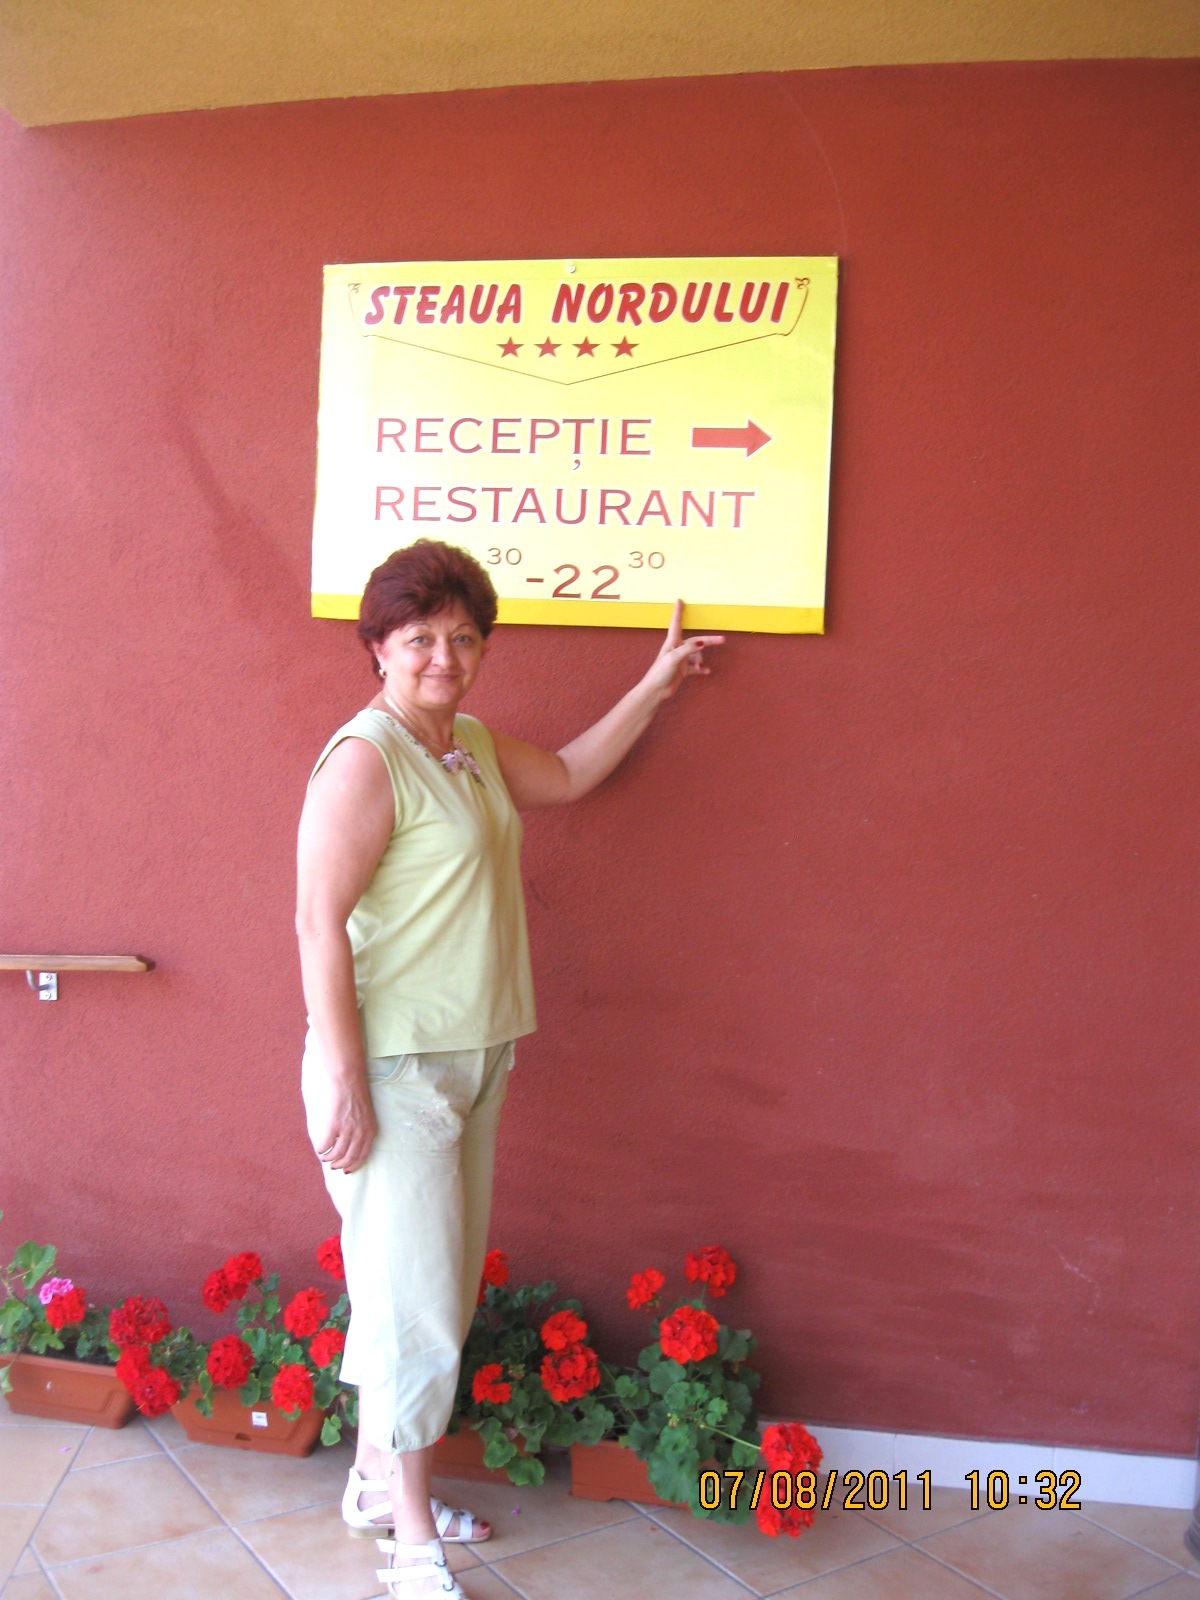 STEAUA NORDULUI
RECEPȚIE
RESTAURANT
30 -22 30
07/08/2011 10:32